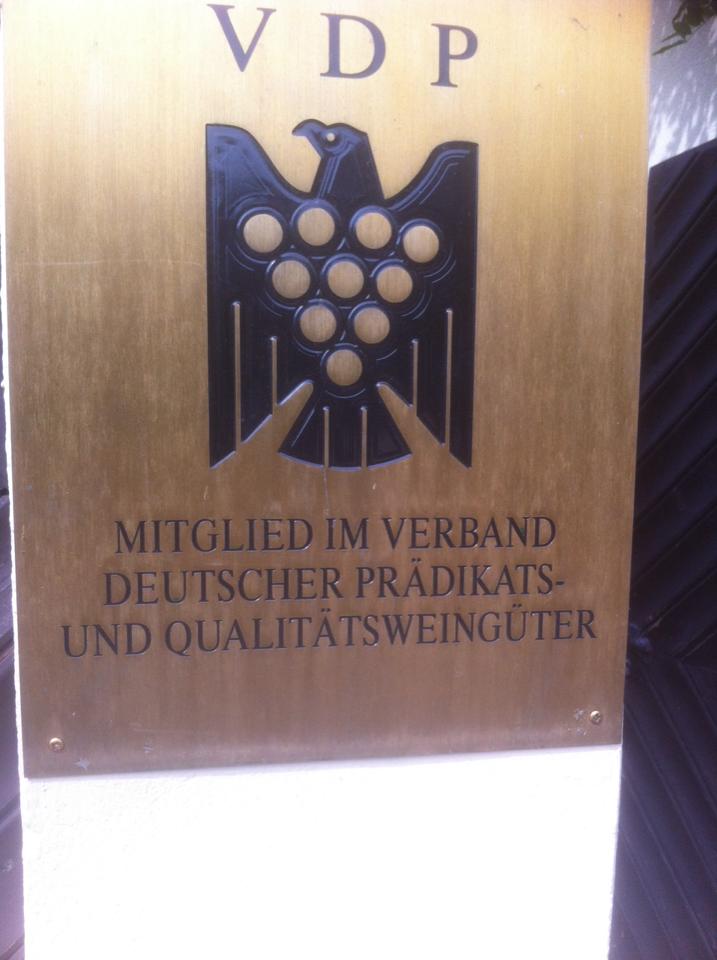 VDP
MITGLIED IM VERBAND
DEUTSCHER PRÄDIKATS-
UND QUALITÄTSWEINGÜTER